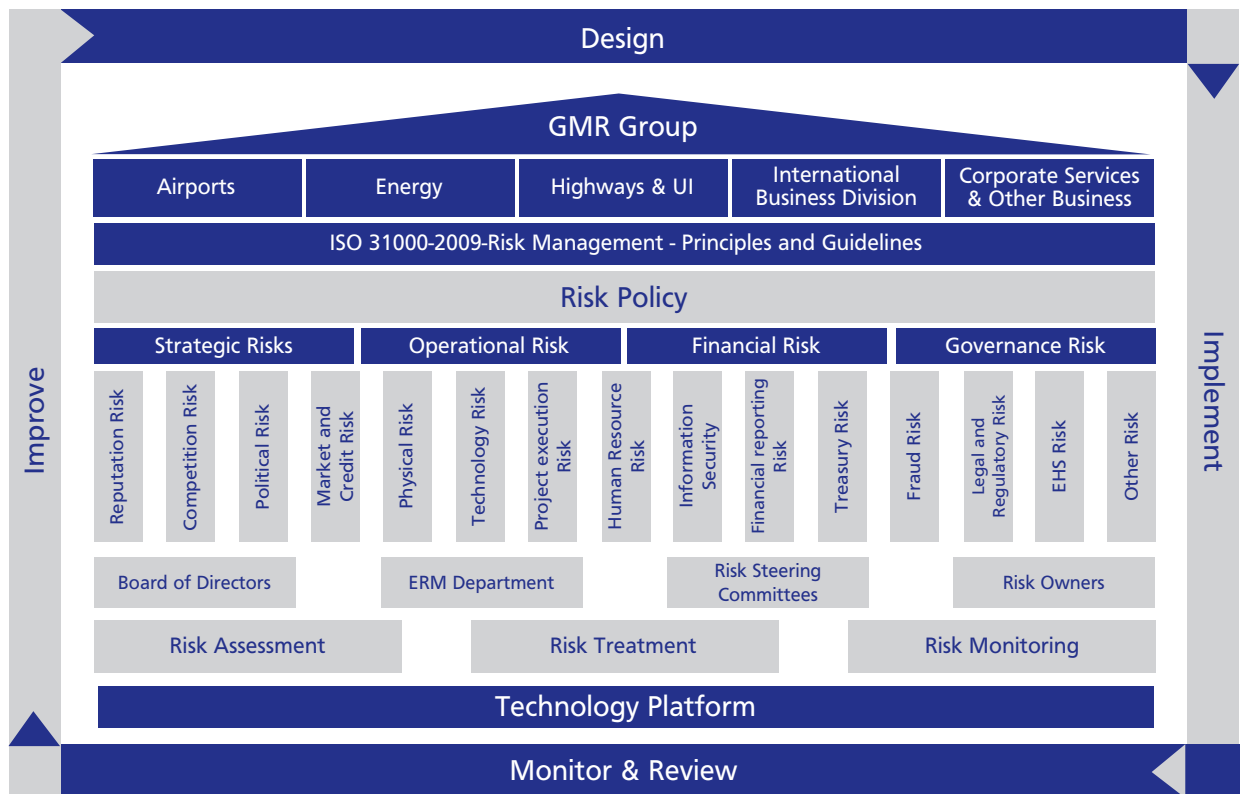 Design
GMR Group
Airports
Energy
Highways & UI
International
Business Division
Corporate Services
& Other Business
ISO 31000-2009-Risk Management - Principles and Guidelines
Risk Policy
Strategic Risks
Operational Risk
Financial Risk
Governance Risk
Reputation Risk
Competition Risk
Political Risk
Market and
Credit Risk
Physical Risk
Technology Risk
Project execution
Risk
Human Resource
Risk
Information
Security
Financial reporting
Risk
Treasury Risk
Fraud Risk
Legal and
Regulatory Risk
EHS Risk
Other Risk
Board of Directors
ERM Department
Risk Steering
Committees
Risk Owners
Risk Assessment
Risk Treatment
Risk Monitoring
Technology Platform
Improve
Implement
Monitor & Review